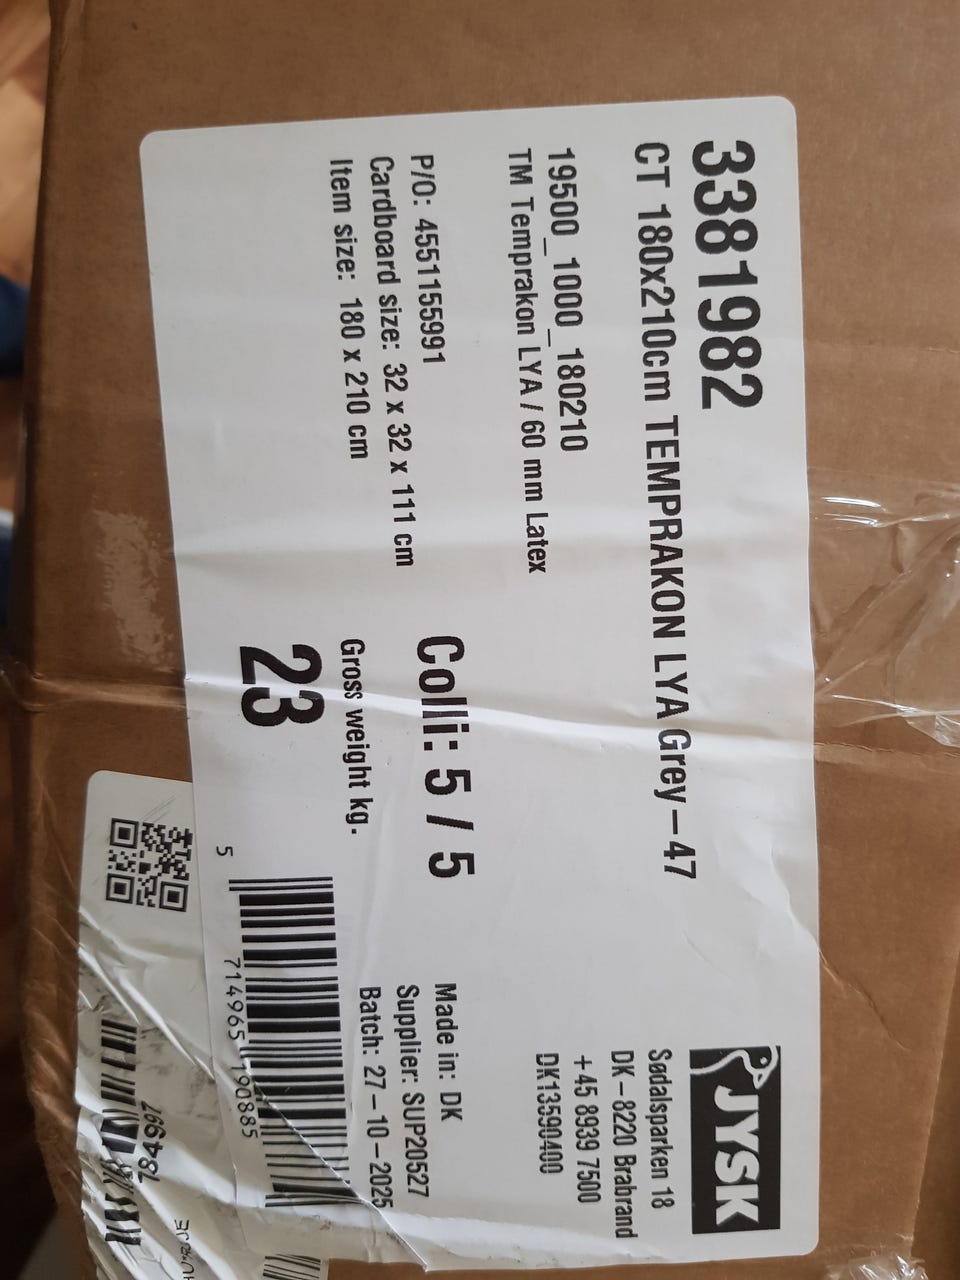 3381982
CT 180x210cm TEMPRAKON LYA Grey-47
19500_1000_180210
TM Temprakon LYA / 60 mm Latex
P/O: 4551155991
Cardboard size: 32 x 32 x 111 cm
Item size: 180 x 210 cm
Colli: 5 / 5
Gross weight kg.
23
JYSK
Sødalsparken 18
DK-8220 Brabrand
+45 8939 7500
DK13590400
Made in: DK
Supplier: SUP20527
Batch: 27-10-2025
5 714965 190885